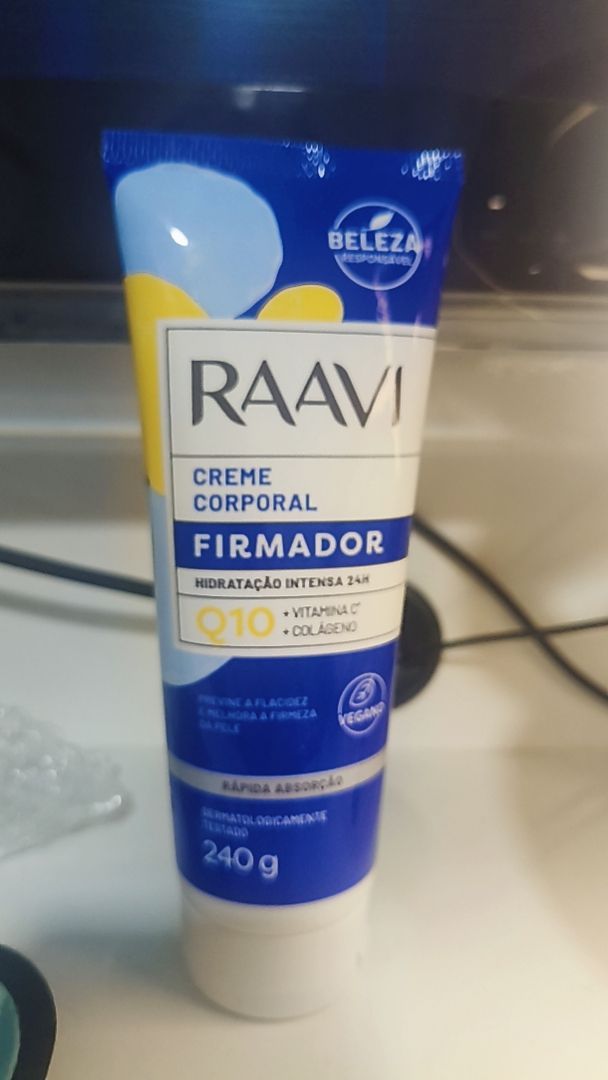 BELEZA
RESPONSÁVEL
RAAVI
CREME
CORPORAL
FIRMADOR
HIDRATAÇÃO INTENSA 24H
Q10
+ VITAMINA C*
+ COLÁGENO
PREVINE A FLACIDEZ
E MELHORA A FIRMEZA
DA PELE
VEGANO
RÁPIDA ABSORÇÃO
DERMATOLOGICAMENTE
TESTADO
240 g